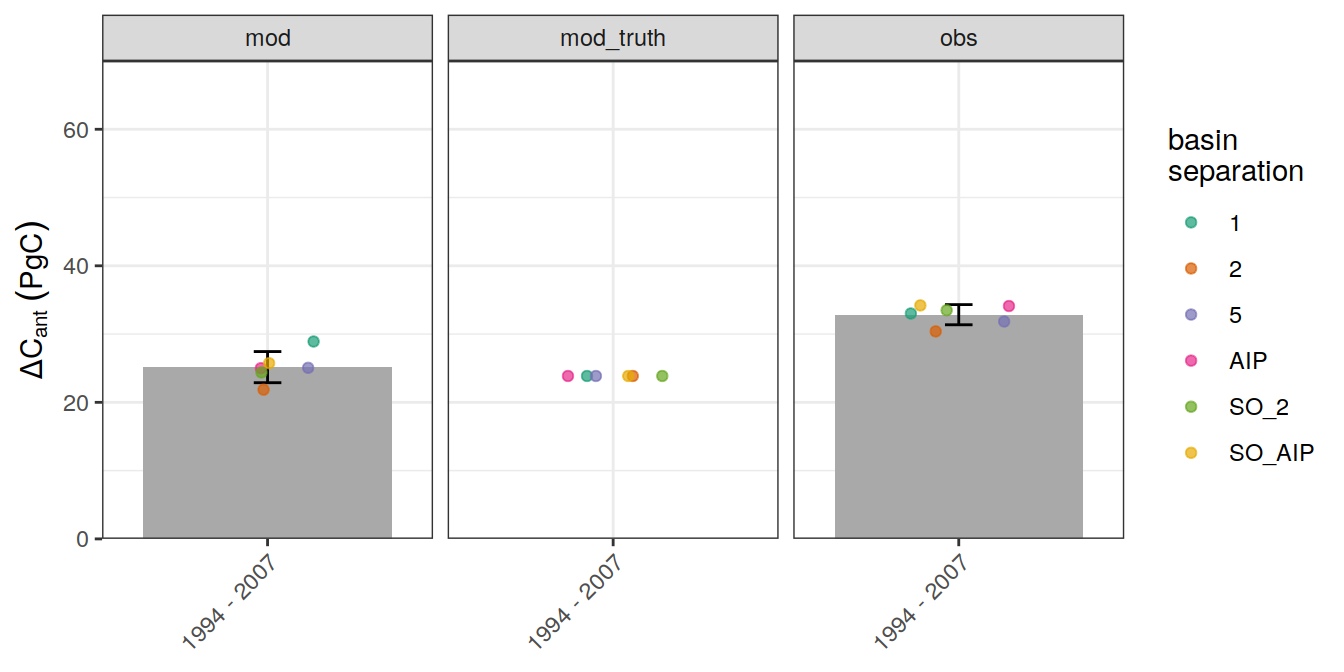 mod
mod_truth
obs
ΔCant (PgC)
60
40
20
0
1994 - 2007
1994 - 2007
1994 - 2007
basin
separation
1
2
5
AIP
SO_2
SO_AIP